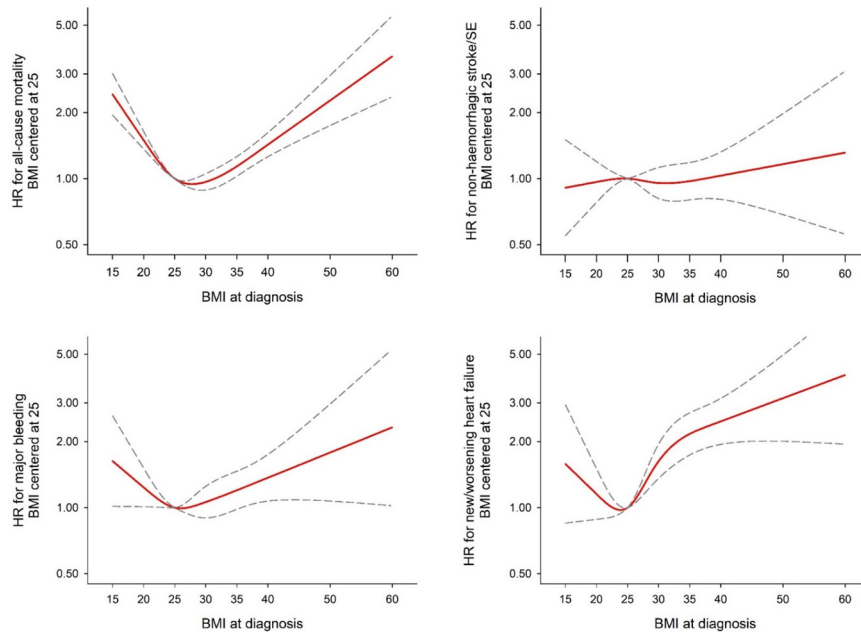 HR for all-cause mortality
BMI centered at 25
5.00
3.00
2.00
1.00
0.50
15 20 25 30 35 40 50 60
BMI at diagnosis
HR for non-haemorrhagic stroke/SE
BMI centered at 25
5.00
3.00
2.00
1.00
0.50
15 20 25 30 35 40 50 60
BMI at diagnosis
HR for major bleeding
BMI centered at 25
5.00
3.00
2.00
1.00
0.50
15 20 25 30 35 40 50 60
BMI at diagnosis
HR for new/worsening heart failure
BMI centered at 25
5.00
3.00
2.00
1.00
0.50
15 20 25 30 35 40 50 60
BMI at diagnosis